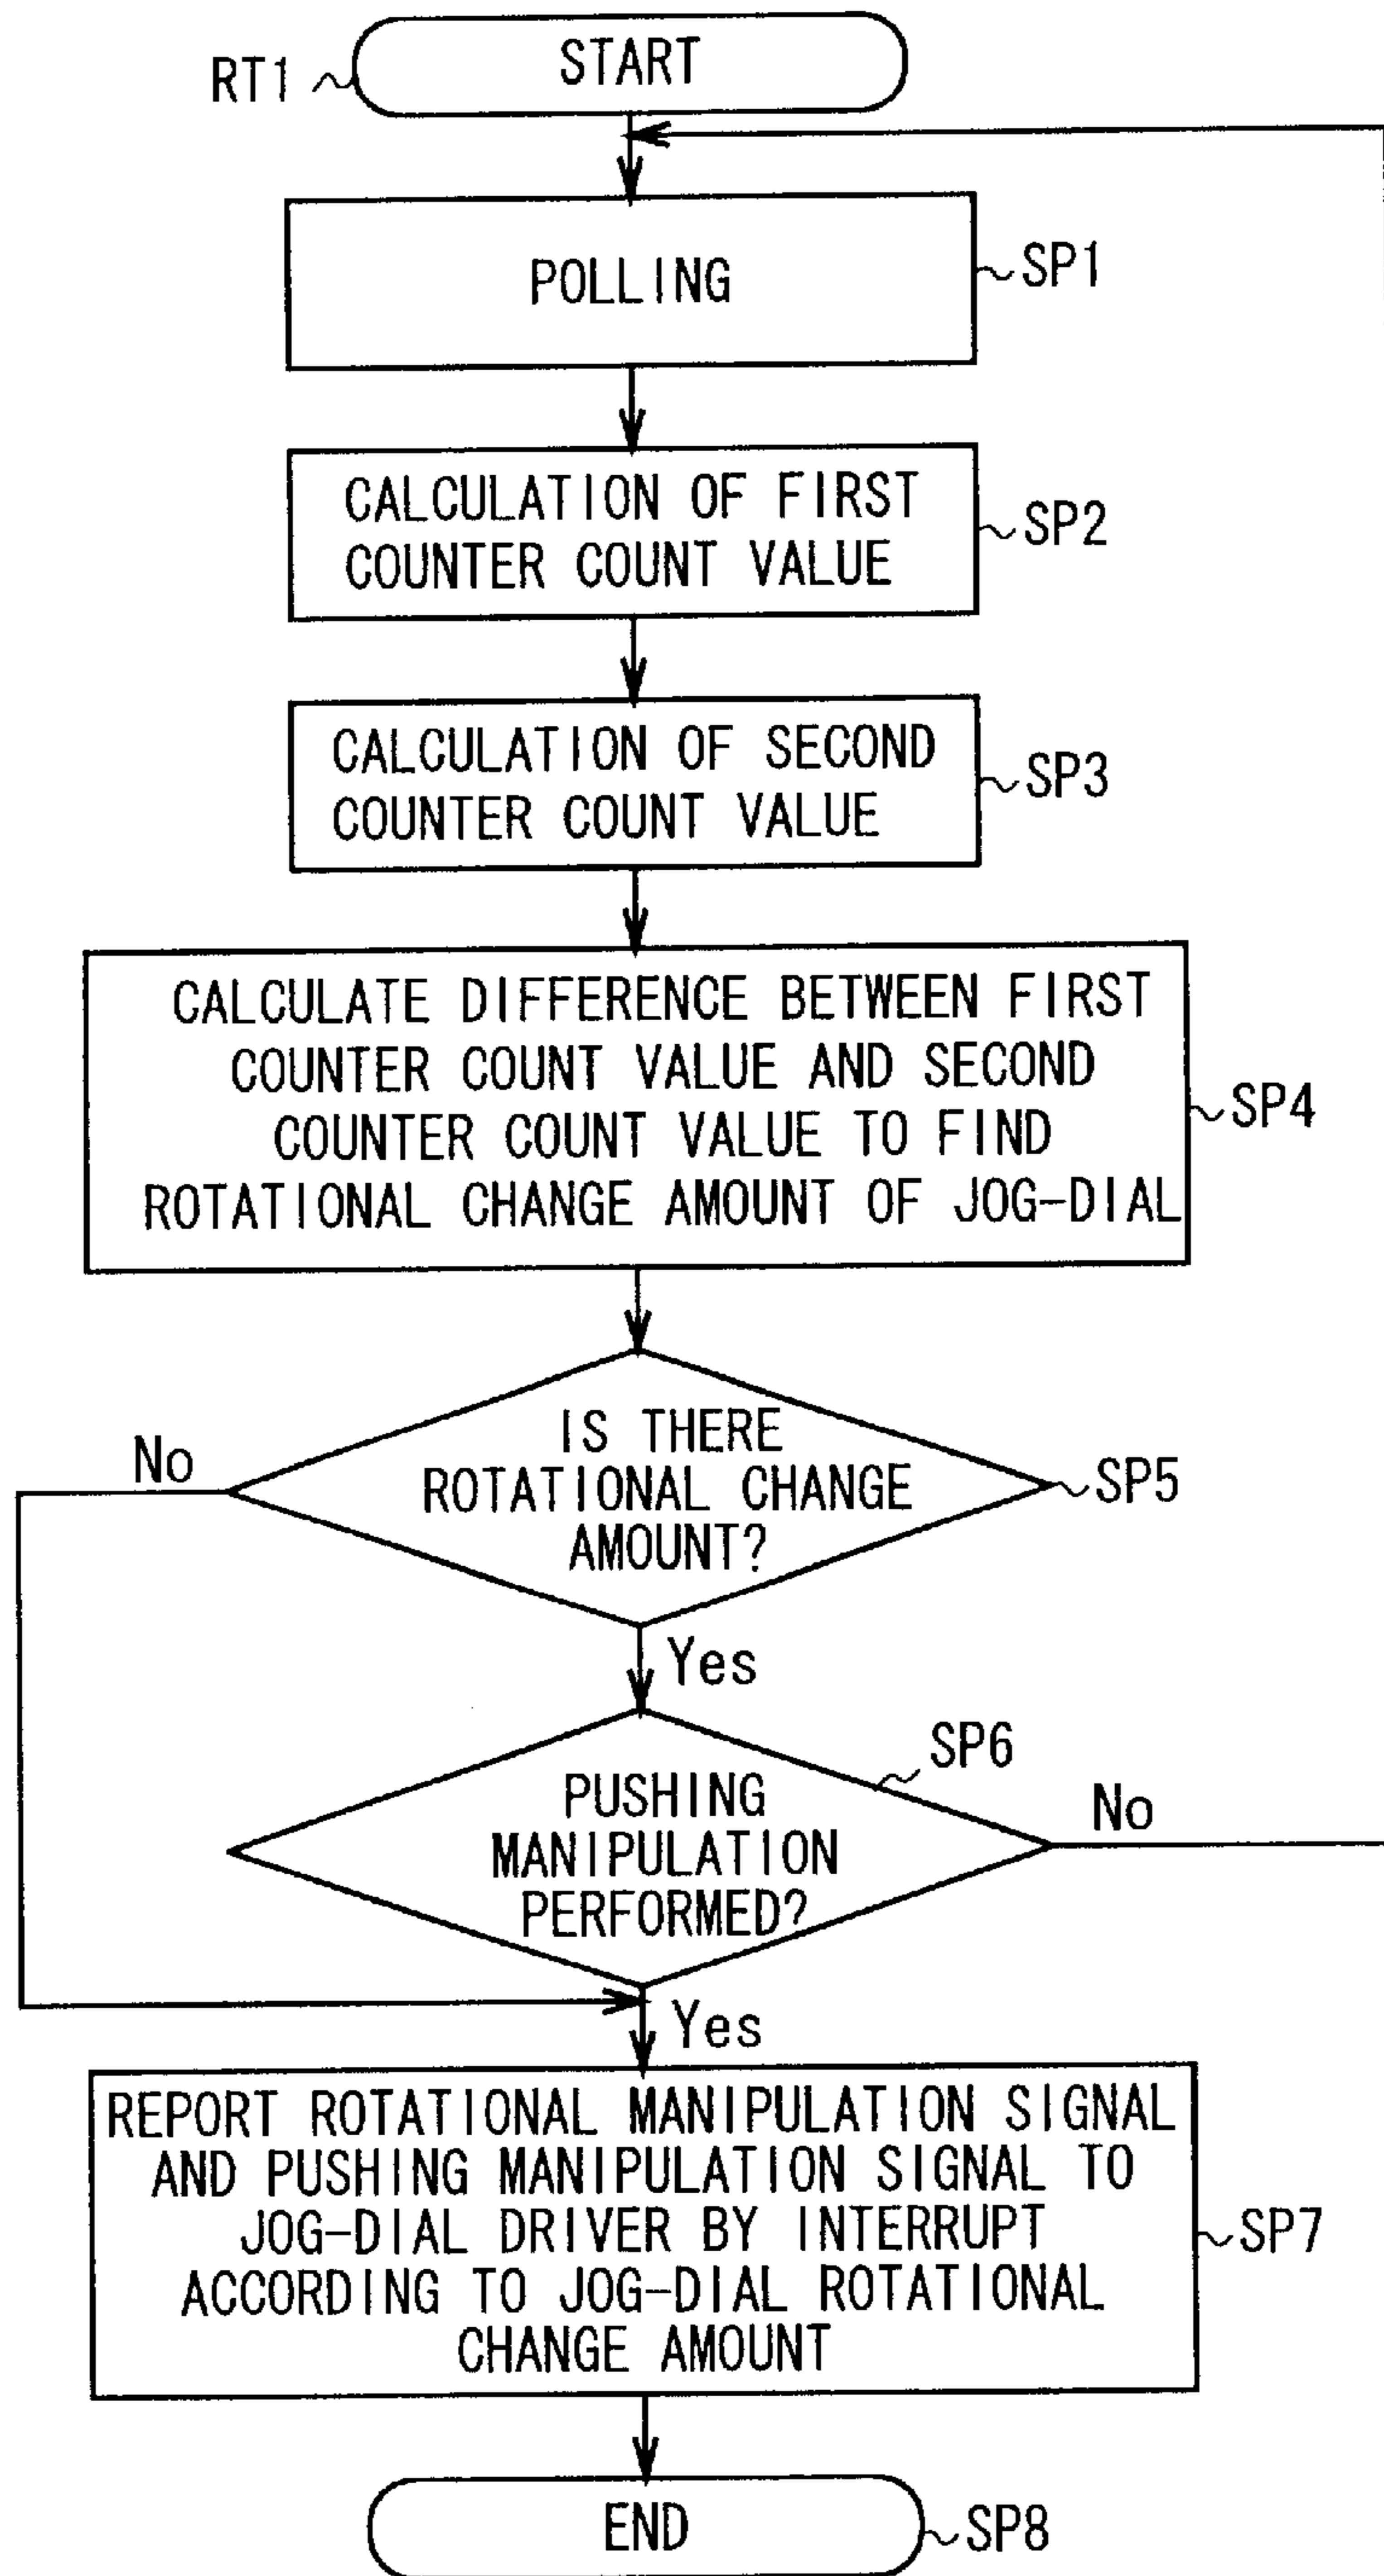 START
RT1
POLLING
SP1
CALCULATION OF FIRST
COUNTER COUNT VALUE
SP2
CALCULATION OF SECOND
COUNTER COUNT VALUE
SP3
CALCULATE DIFFERENCE BETWEEN FIRST
COUNTER COUNT VALUE AND SECOND
COUNTER COUNT VALUE TO FIND
ROTATIONAL CHANGE AMOUNT OF JOG-DIAL
SP4
No
IS THERE
ROTATIONAL CHANGE
AMOUNT?
SP5
Yes
SP6
PUSHING
MANIPULATION
PERFORMED?
No
Yes
REPORT ROTATIONAL MANIPULATION SIGNAL
AND PUSHING MANIPULATION SIGNAL TO
JOG-DIAL DRIVER BY INTERRUPT
ACCORDING TO JOG-DIAL ROTATIONAL
CHANGE AMOUNT
SP7
END
SP8